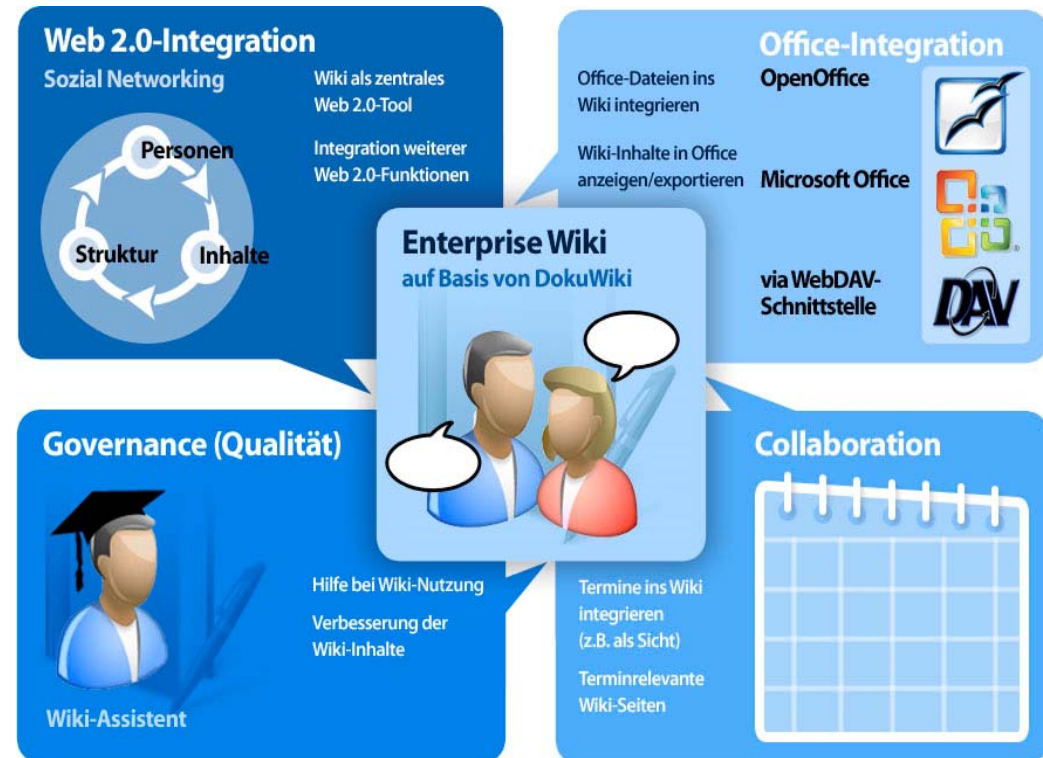 Web 2.0-Integration
Sozial Networking
Wiki als zentrales
Web 2.0-Tool
Integration weiterer
Web 2.0-Funktionen
Personen
Struktur
Inhalte
Office-Integration
Office-Dateien ins
Wiki integrieren
Wiki-Inhalte in Office
anzeigen/exportieren
OpenOffice
Microsoft Office
via WebDAV-
Schnittstelle
DAV
Enterprise Wiki
auf Basis von DokuWiki
Governance (Qualität)
Hilfe bei Wiki-Nutzung
Verbesserung der
Wiki-Inhalte
Wiki-Assistent
Collaboration
Termine ins Wiki
integrieren
(z.B. als Sicht)
Terminrelevante
Wiki-Seiten